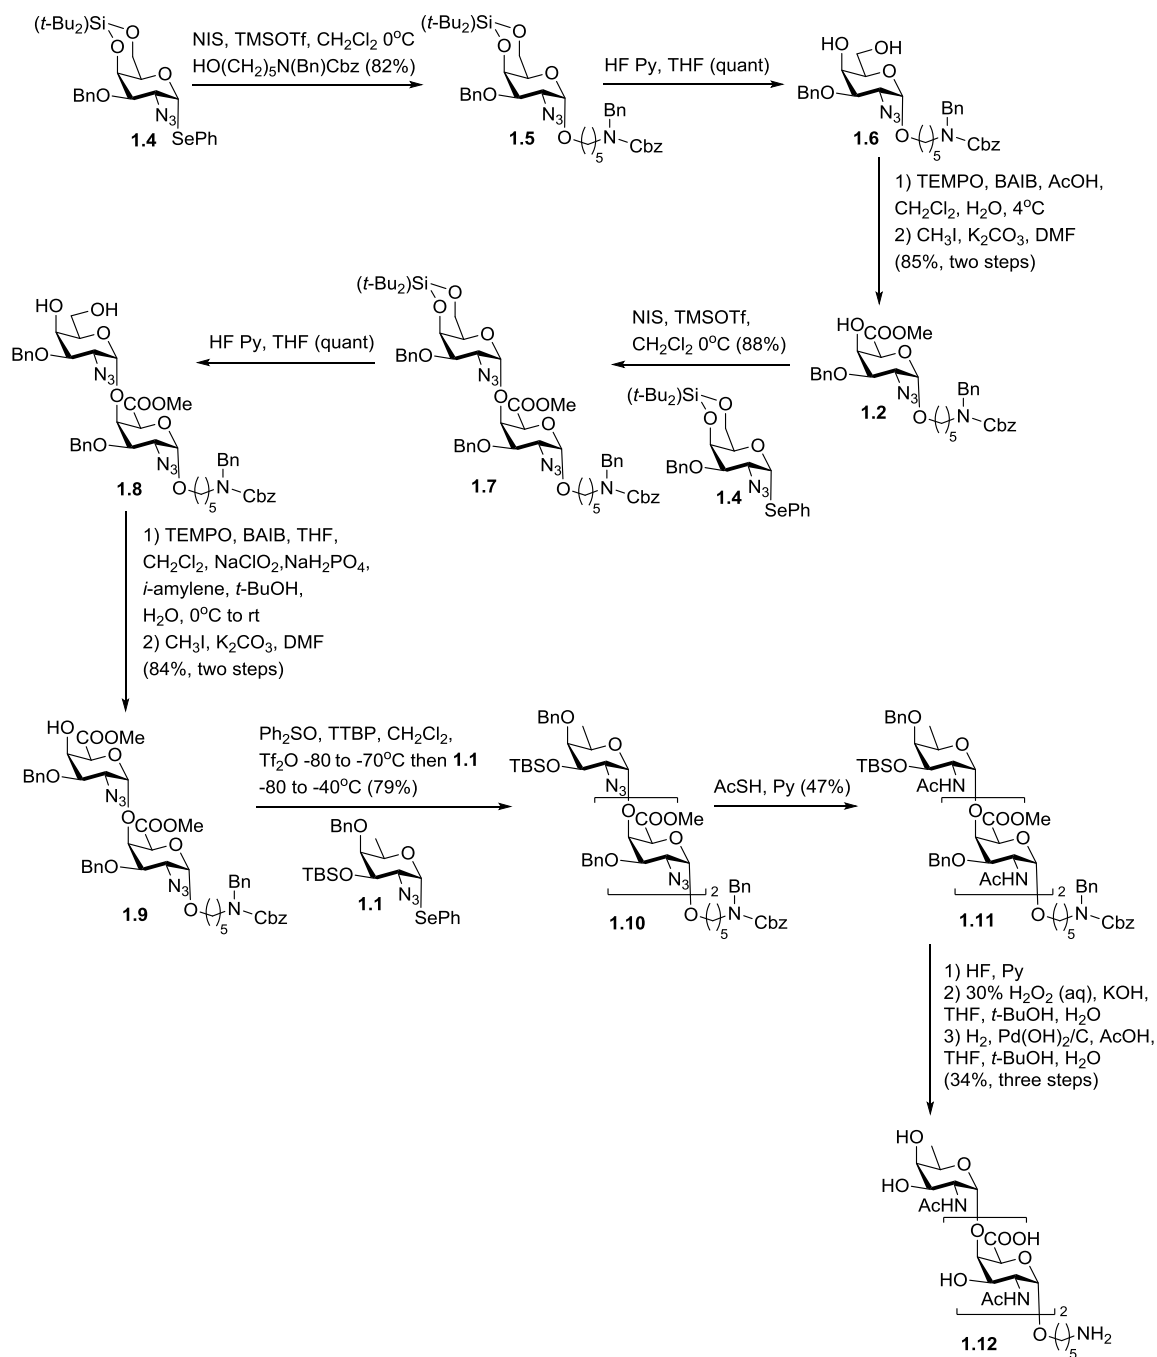 (t-Bu2)Si
O
O
O
BnO
N3
SePh
1.4
NIS, TMSOTf, CH2Cl2 0oC
HO(CH2)5N(Bn)Cbz (82%)
(t-Bu2)Si
O
O
O
BnO
N3
O
5
Bn
N
Cbz
1.5
HF Py, THF (quant)
HO
OH
O
BnO
N3
O
5
Bn
N
Cbz
1.6
1) TEMPO, BAIB, AcOH,
CH2Cl2, H2O, 4oC
2) CH3I, K2CO3, DMF
(85%, two steps)
HO
COOMe
O
BnO
N3
O
5
Bn
N
Cbz
1.2
NIS, TMSOTf,
CH2Cl2 0oC (88%)
(t-Bu2)Si
O
O
O
BnO
N3
SePh
1.4
(t-Bu2)Si
O
O
O
BnO
N3
O
COOMe
O
BnO
N3
O
5
Bn
N
Cbz
1.7
HF Py, THF (quant)
HO
OH
O
BnO
N3
O
COOMe
O
BnO
N3
O
5
Bn
N
Cbz
1.8
1) TEMPO, BAIB, THF,
CH2Cl2, NaClO2,NaH2PO4,
i-amylene, t-BuOH,
H2O, 0oC to rt
2) CH3I, K2CO3, DMF
(84%, two steps)
HO
COOMe
O
BnO
N3
O
COOMe
O
BnO
N3
O
5
Bn
N
Cbz
1.9
Ph2SO, TTBP, CH2Cl2,
Tf2O -80 to -70oC then 1.1
-80 to -40oC (79%)
BnO
O
TBSO
N3
SePh
1.1
BnO
O
TBSO
N3
O
COOMe
O
BnO
N3
2
O
5
Bn
N
Cbz
1.10
AcSH, Py (47%)
BnO
O
TBSO
AcHN
O
COOMe
O
BnO
AcHN
2
O
5
Bn
N
Cbz
1.11
1) HF, Py
2) 30% H2O2 (aq), KOH,
THF, t-BuOH, H2O
3) H2, Pd(OH)2/C, AcOH,
THF, t-BuOH, H2O
(34%, three steps)
HO
O
HO
AcHN
O
COOH
O
HO
AcHN
2
O
5
NH2
1.12